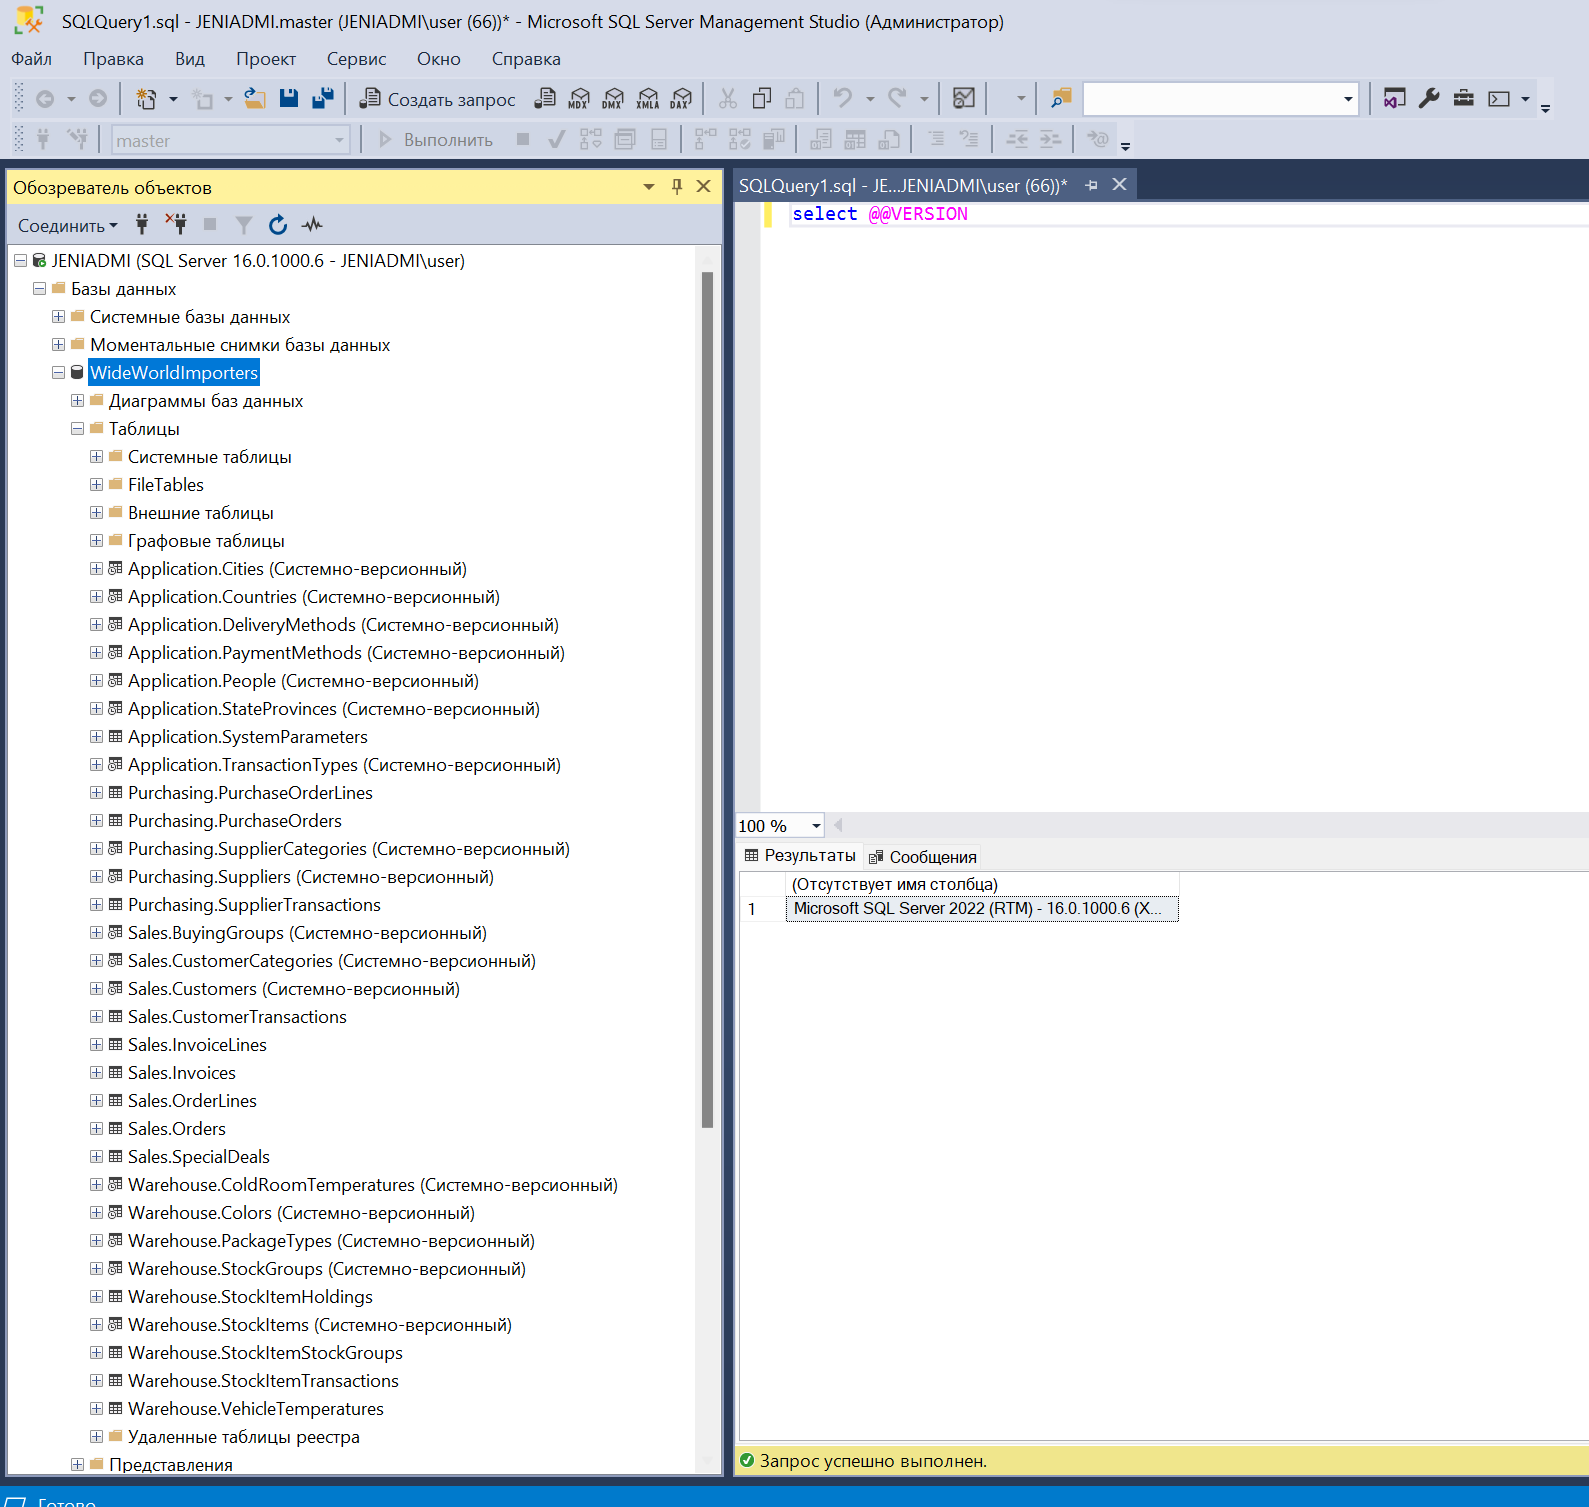 SQLQuery1.sql - JENIADMI.master (JENIADMI\user (66))* - Microsoft SQL Server Management Studio (Администратор)
Файл Правка Вид Проект Сервис Окно Справка
Создать запрос MDX DMX XMLA DAX
master Выполнить
Обозреватель объектов
Соединить
JENIADMI (SQL Server 16.0.1000.6 - JENIADMI\user)
Базы данных
Системные базы данных
Моментальные снимки базы данных
WideWorldImporters
Диаграммы баз данных
Таблицы
Системные таблицы
FileTables
Внешние таблицы
Графовые таблицы
Application.Cities (Системно-версионный)
Application.Countries (Системно-версионный)
Application.DeliveryMethods (Системно-версионный)
Application.PaymentMethods (Системно-версионный)
Application.People (Системно-версионный)
Application.StateProvinces (Системно-версионный)
Application.SystemParameters
Application.TransactionTypes (Системно-версионный)
Purchasing.PurchaseOrderLines
Purchasing.PurchaseOrders
Purchasing.SupplierCategories (Системно-версионный)
Purchasing.Suppliers (Системно-версионный)
Purchasing.SupplierTransactions
Sales.BuyingGroups (Системно-версионный)
Sales.CustomerCategories (Системно-версионный)
Sales.Customers (Системно-версионный)
Sales.CustomerTransactions
Sales.InvoiceLines
Sales.Invoices
Sales.OrderLines
Sales.Orders
Sales.SpecialDeals
Warehouse.ColdRoomTemperatures (Системно-версионный)
Warehouse.Colors (Системно-версионный)
Warehouse.PackageTypes (Системно-версионный)
Warehouse.StockGroups (Системно-версионный)
Warehouse.StockItemHoldings
Warehouse.StockItems (Системно-версионный)
Warehouse.StockItemStockGroups
Warehouse.StockItemTransactions
Warehouse.VehicleTemperatures
Удаленные таблицы реестра
Представления
SQLQuery1.sql - JE...JENIADMI\user (66))*
select @@VERSION
100 %
Результаты Сообщения
(Отсутствует имя столбца)
1 Microsoft SQL Server 2022 (RTM) - 16.0.1000.6 (X...
Запрос успешно выполнен.
Готово